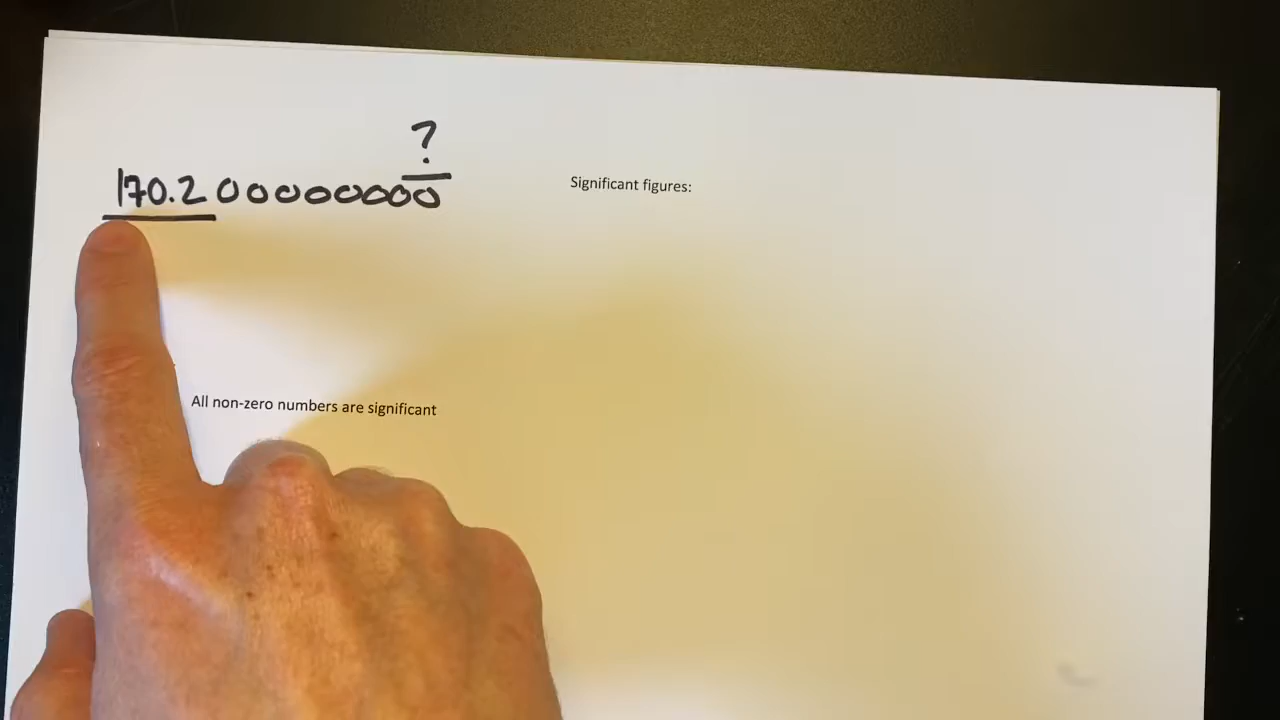 ?
170.200000000
Significant figures:
All non-zero numbers are significant